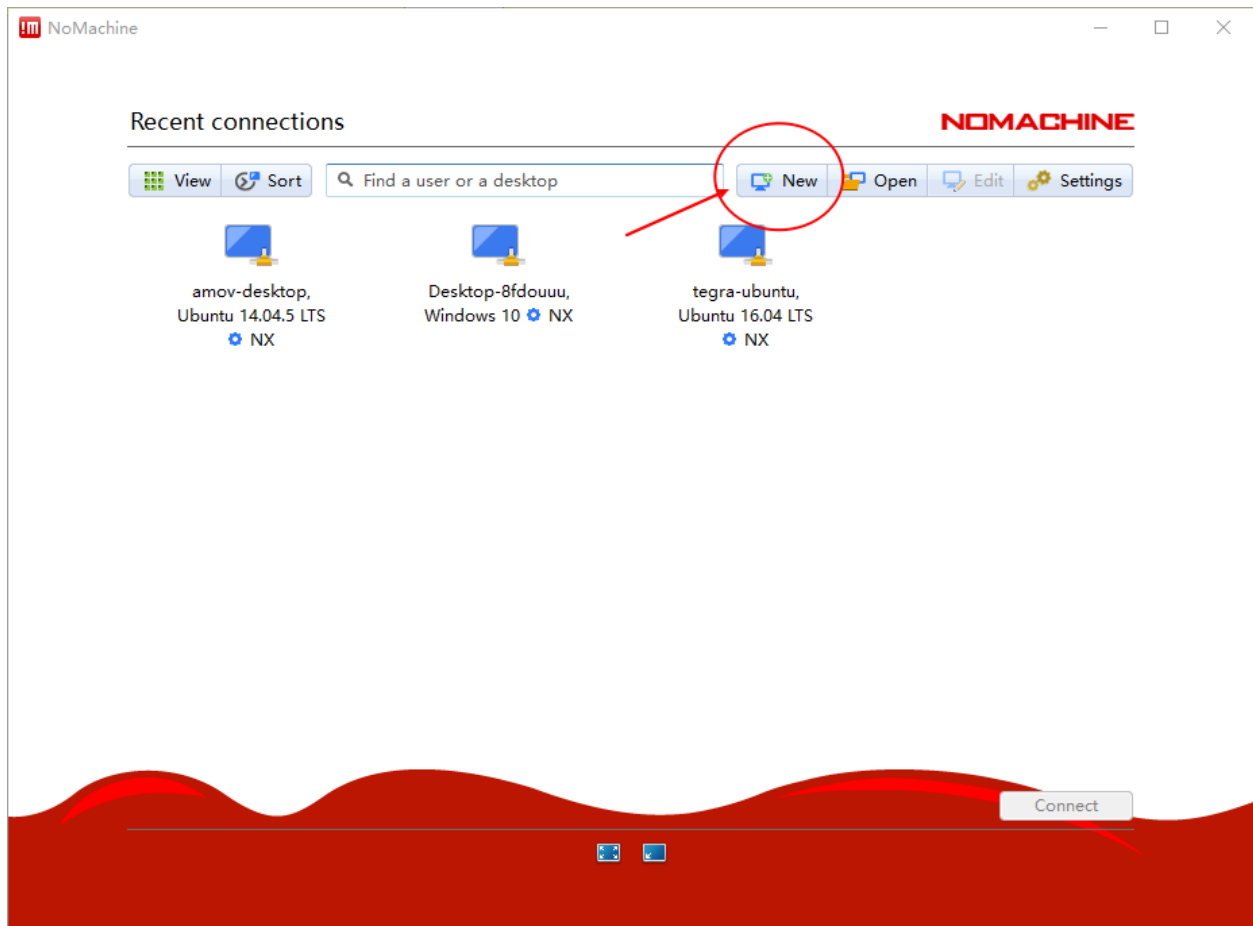 NoMachine
Recent connections
NOMACHINE
View Sort Find a user or a desktop New Open Edit Settings
amov-desktop,
Ubuntu 14.04.5 LTS
NX
Desktop-8fdouuu,
Windows 10 NX
tegra-ubuntu,
Ubuntu 16.04 LTS
NX
Connect